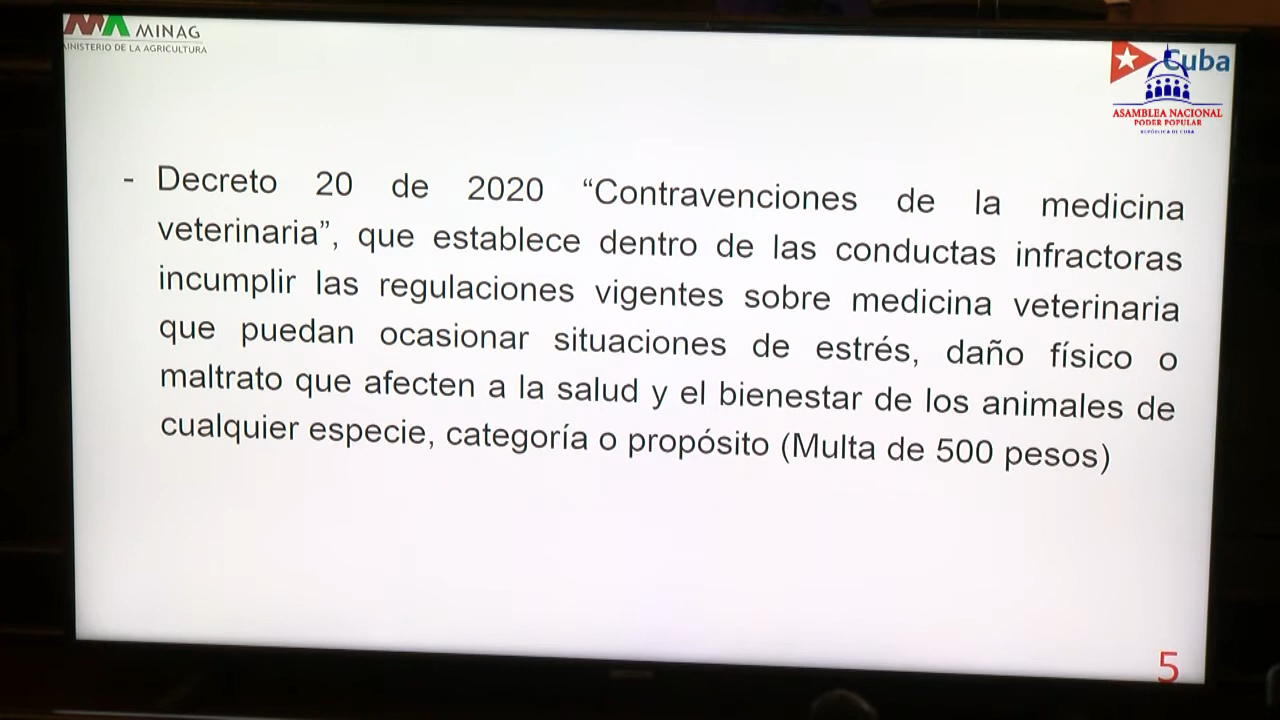 MINAG
MINISTERIO DE LA AGRICULTURA
Cuba
ASAMBLEA NACIONAL
PODER POPULAR
REPÚBLICA DE CUBA
- Decreto 20 de 2020 “Contravenciones de la medicina
veterinaria”, que establece dentro de las conductas infractoras
incumplir las regulaciones vigentes sobre medicina veterinaria
que puedan ocasionar situaciones de estrés, daño físico o
maltrato que afecten a la salud y el bienestar de los animales de
cualquier especie, categoría o propósito (Multa de 500 pesos)
5